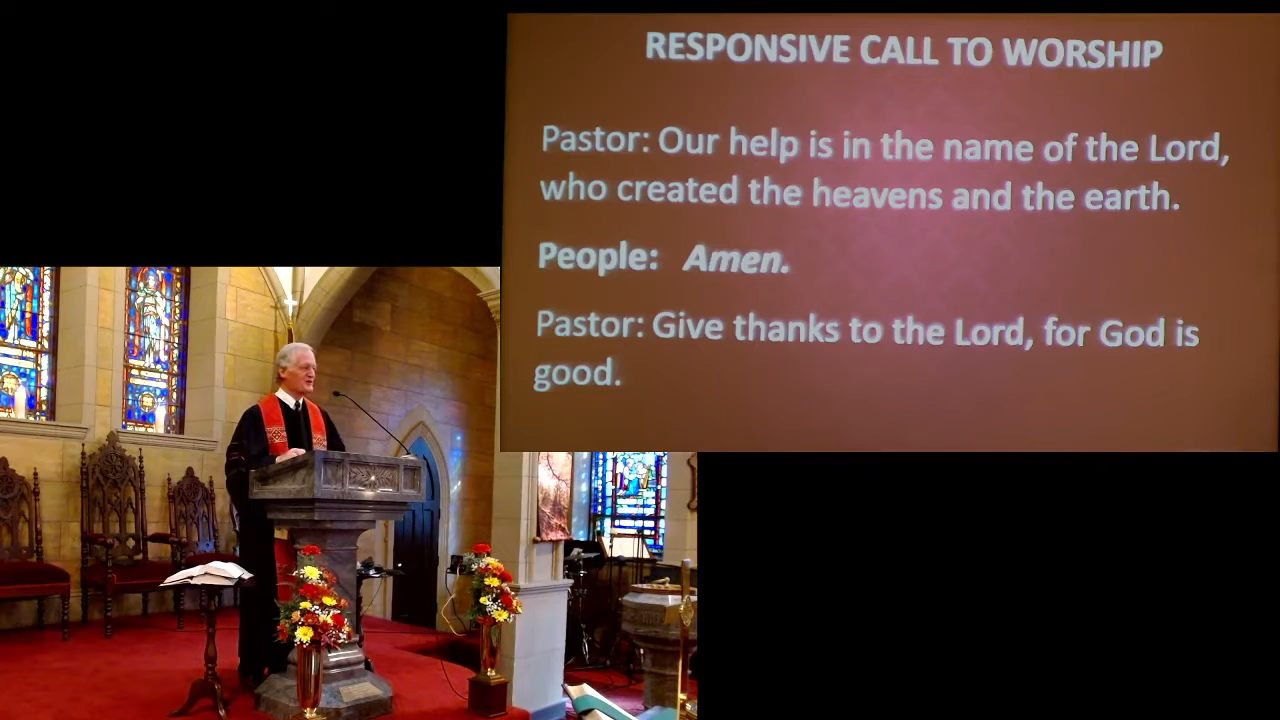 RESPONSIVE CALL TO WORSHIP
Pastor: Our help is in the name of the Lord,
who created the heavens and the earth.
People: Amen.
Pastor: Give thanks to the Lord, for God is
good.